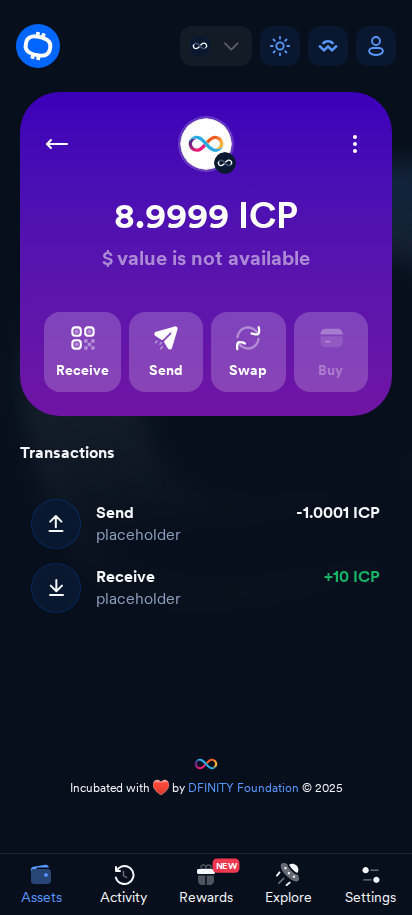 8.9999 ICP
$ value is not available
Receive
Send
Swap
Buy
Transactions
Send
-1.0001 ICP
placeholder
Receive
+10 ICP
placeholder
Incubated with ❤️ by DFINITY Foundation © 2025
NEW
Assets
Activity
Rewards
Explore
Settings